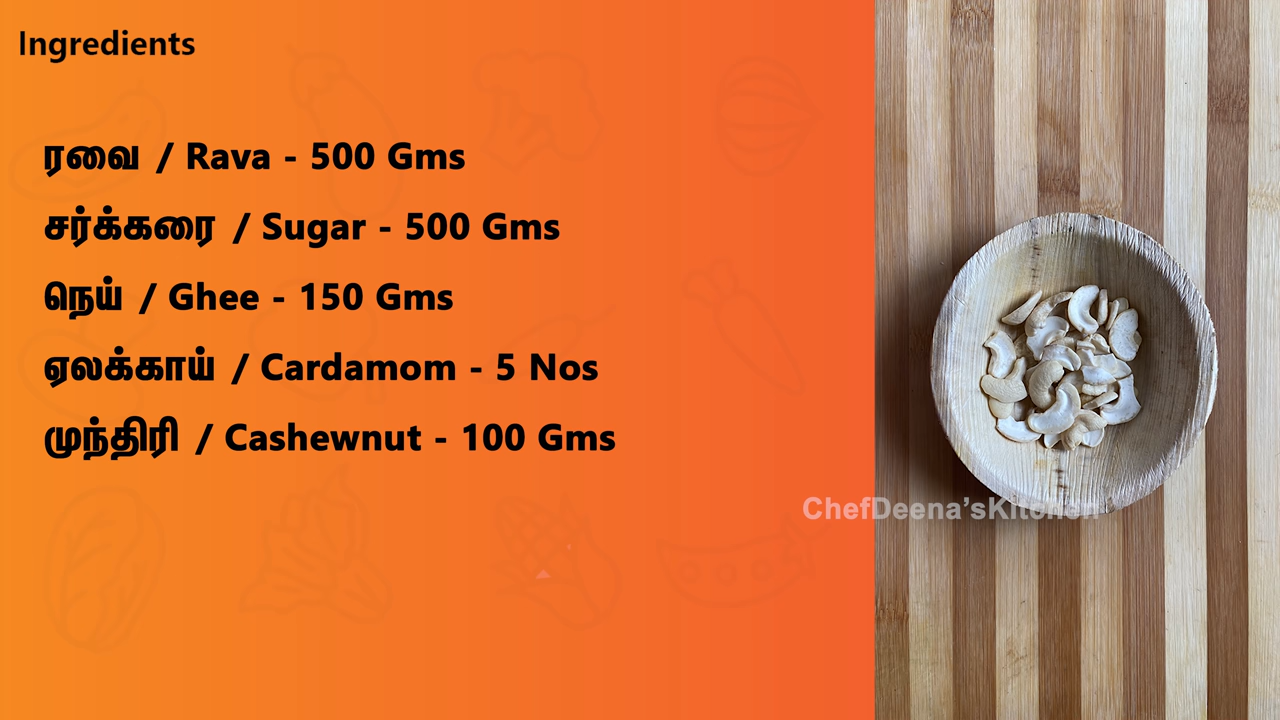 Ingredients
ரவை / Rava - 500 Gms
சர்க்கரை / Sugar - 500 Gms
நெய் / Ghee - 150 Gms
ஏலக்காய் / Cardamom - 5 Nos
முந்திரி / Cashewnut - 100 Gms
ChefDeena'sKitchen